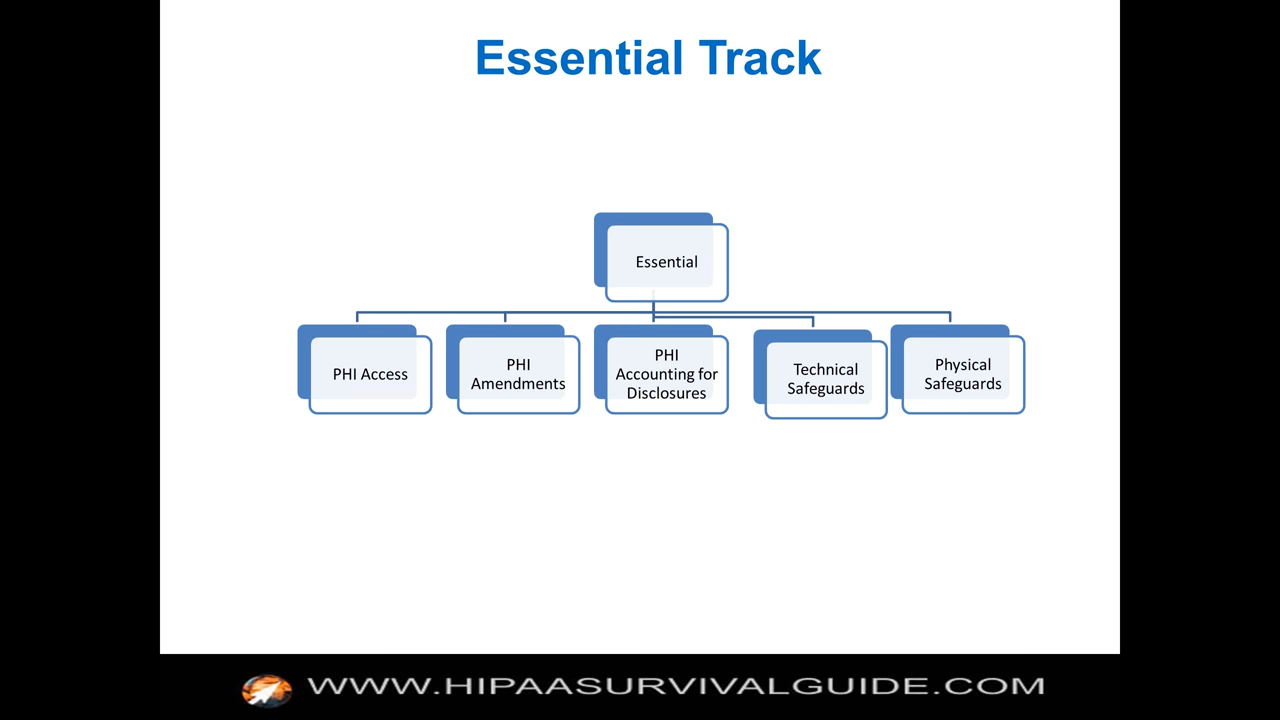 Essential Track
Essential
PHI Access
PHI
Amendments
PHI
Accounting for
Disclosures
Technical
Safeguards
Physical
Safeguards
WWW.HIPAASURVIVALGUIDE.COM